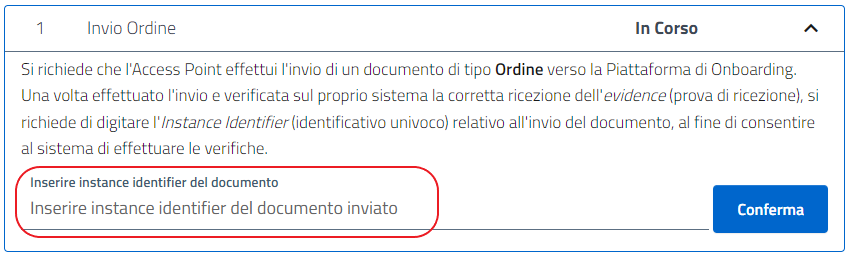 1 Invio Ordine In Corso
Si richiede che l'Access Point effettui l'invio di un documento di tipo Ordine verso la Piattaforma di Onboarding.
Una volta effettuato l'invio e verificata sul proprio sistema la corretta ricezione dell'evidence (prova di ricezione), si
richiede di digitare l'Instance Identifier (identificativo univoco) relativo all'invio del documento, al fine di consentire
al sistema di effettuare le verifiche.
Inserire instance identifier del documento
Inserire instance identifier del documento inviato
Conferma